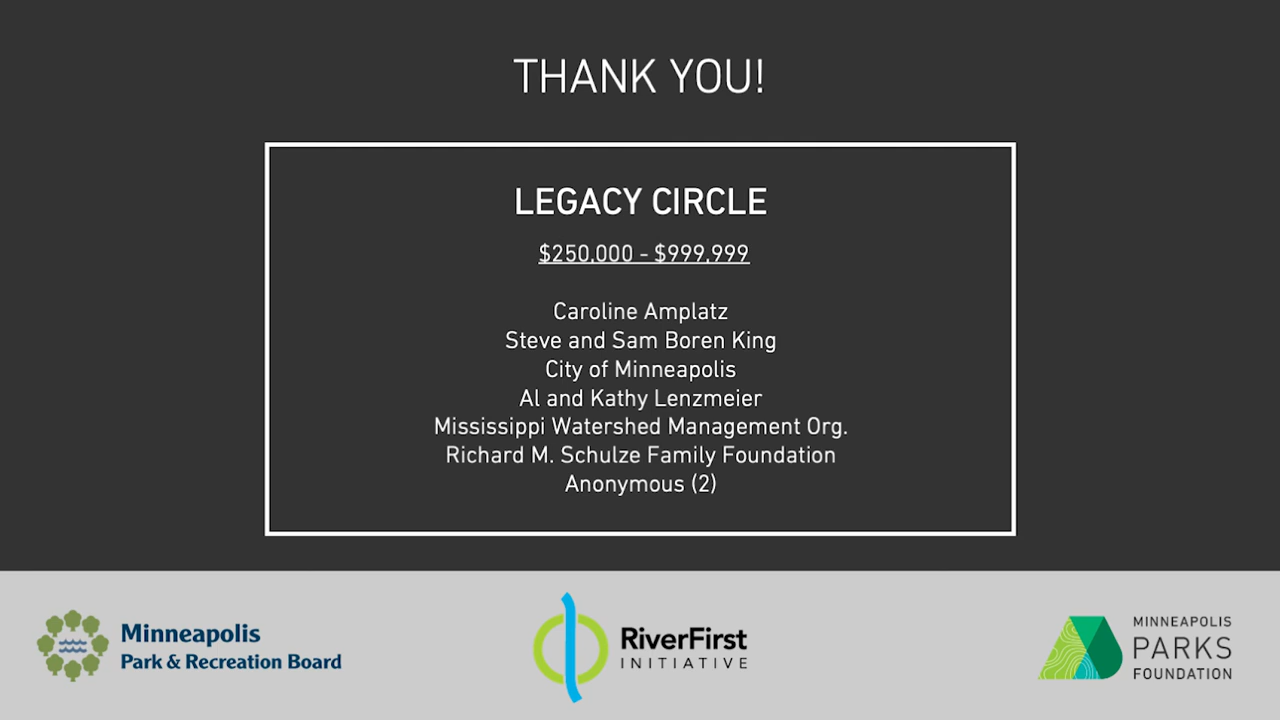 THANK YOU!
LEGACY CIRCLE
$250,000 - $999,999
Caroline Amplatz
Steve and Sam Boren King
City of Minneapolis
Al and Kathy Lenzmeier
Mississippi Watershed Management Org.
Richard M. Schulze Family Foundation
Anonymous (2)
Minneapolis
Park & Recreation Board
RiverFirst
INITIATIVE
MINNEAPOLIS
PARKS
FOUNDATION